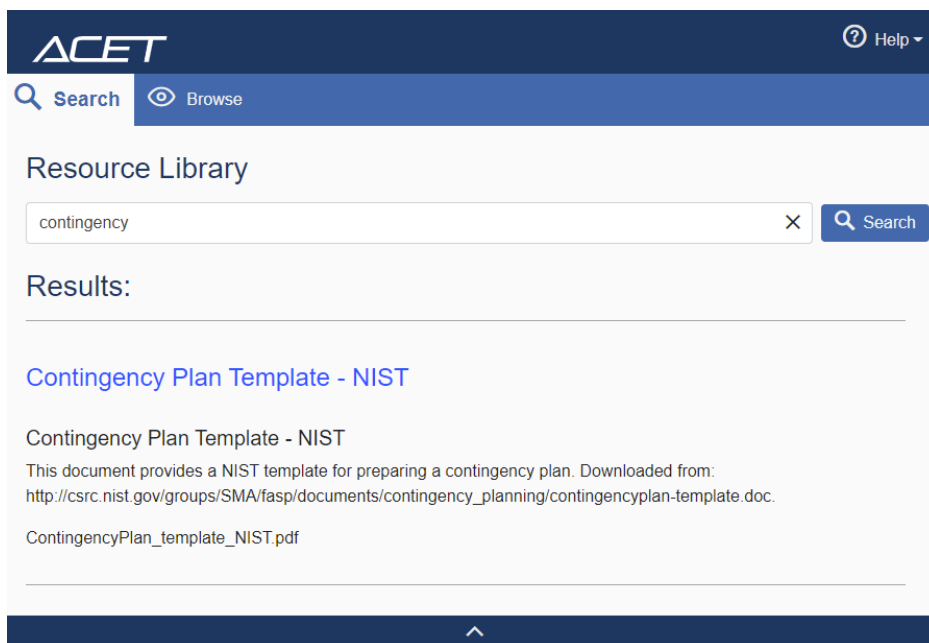 ACET
Help
Search
Browse
Resource Library
contingency
Search
Results:
Contingency Plan Template - NIST
Contingency Plan Template - NIST
This document provides a NIST template for preparing a contingency plan. Downloaded from:
http://csrc.nist.gov/groups/SMA/fasp/documents/contingency_planning/contingencyplan-template.doc.
ContingencyPlan_template_NIST.pdf